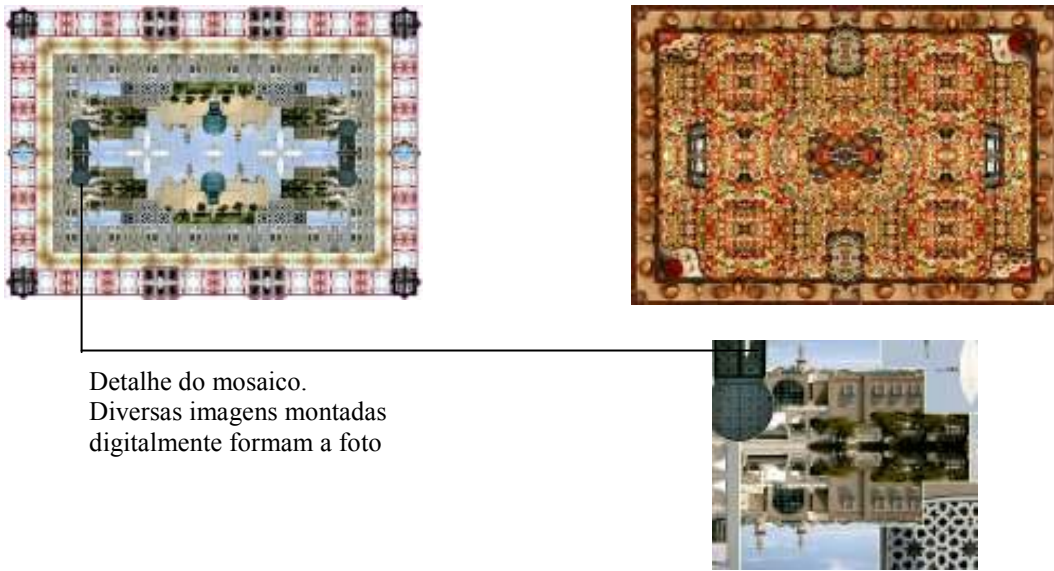 Detalhe do mosaico.
Diversas imagens montadas
digitalmente formam a foto